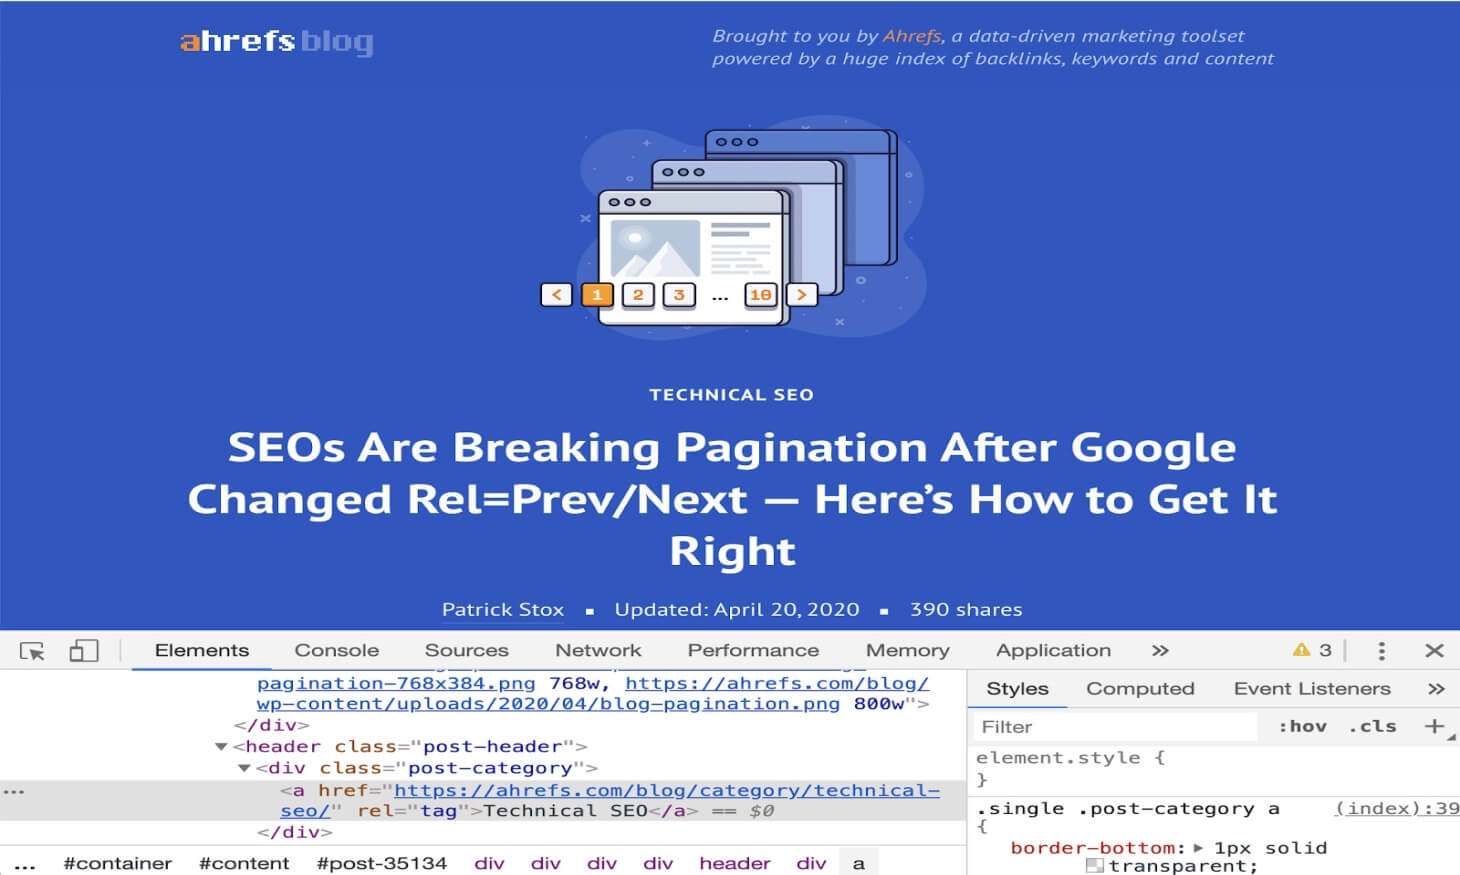 ahrefs blog
Brought to you by Ahrefs, a data-driven marketing toolset
powered by a huge index of backlinks, keywords and content
< 1 2 3 ... 10 >
TECHNICAL SEO
SEOs Are Breaking Pagination After Google
Changed Rel=Prev/Next — Here's How to Get It
Right
Patrick Stox ▪ Updated: April 20, 2020 ▪ 390 shares
Elements Console Sources Network Performance Memory Application » 3
pagination-768x384.png 768w, https://ahrefs.com/blog/
wp-content/uploads/2020/04/blog-pagination.png 800w">
</div>
▼<header class="post-header">
▼<div class="post-category">
... <a href="https://ahrefs.com/blog/category/technical-
seo/" rel="tag">Technical SEO</a> == $0
</div>
... #container #content #post-35134 div div div div header div a
Styles Computed Event Listeners »
Filter :hov .cls +
element.style {
}
.single .post-category a (index):39
{
border-bottom: ▶ 1px solid
transparent;